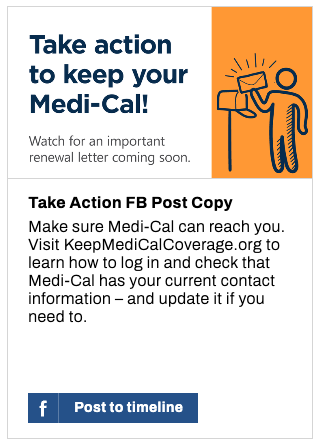 Take action
to keep your
Medi-Cal!
Watch for an important
renewal letter coming soon.
Take Action FB Post Copy
Make sure Medi-Cal can reach you.
Visit KeepMediCalCoverage.org to
learn how to log in and check that
Medi-Cal has your current contact
information – and update it if you
need to.
f Post to timeline